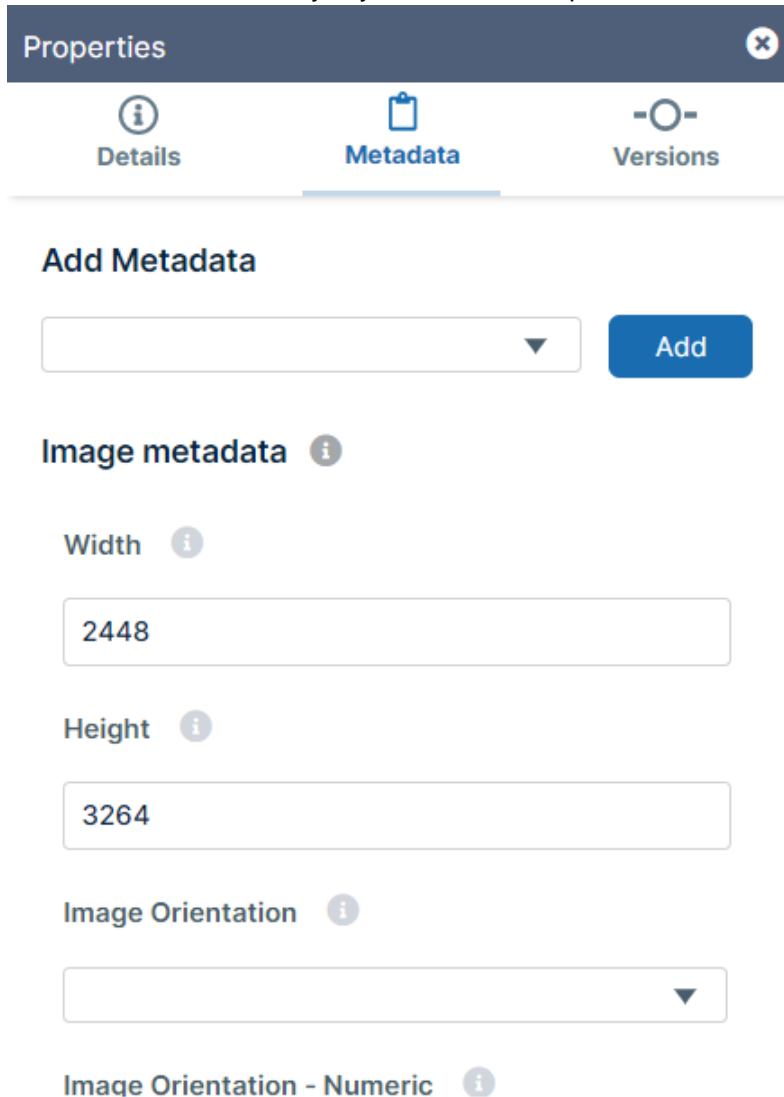 Properties
Details Metadata Versions
Add Metadata
Add
Image metadata
Width
2448
Height
3264
Image Orientation
Image Orientation - Numeric